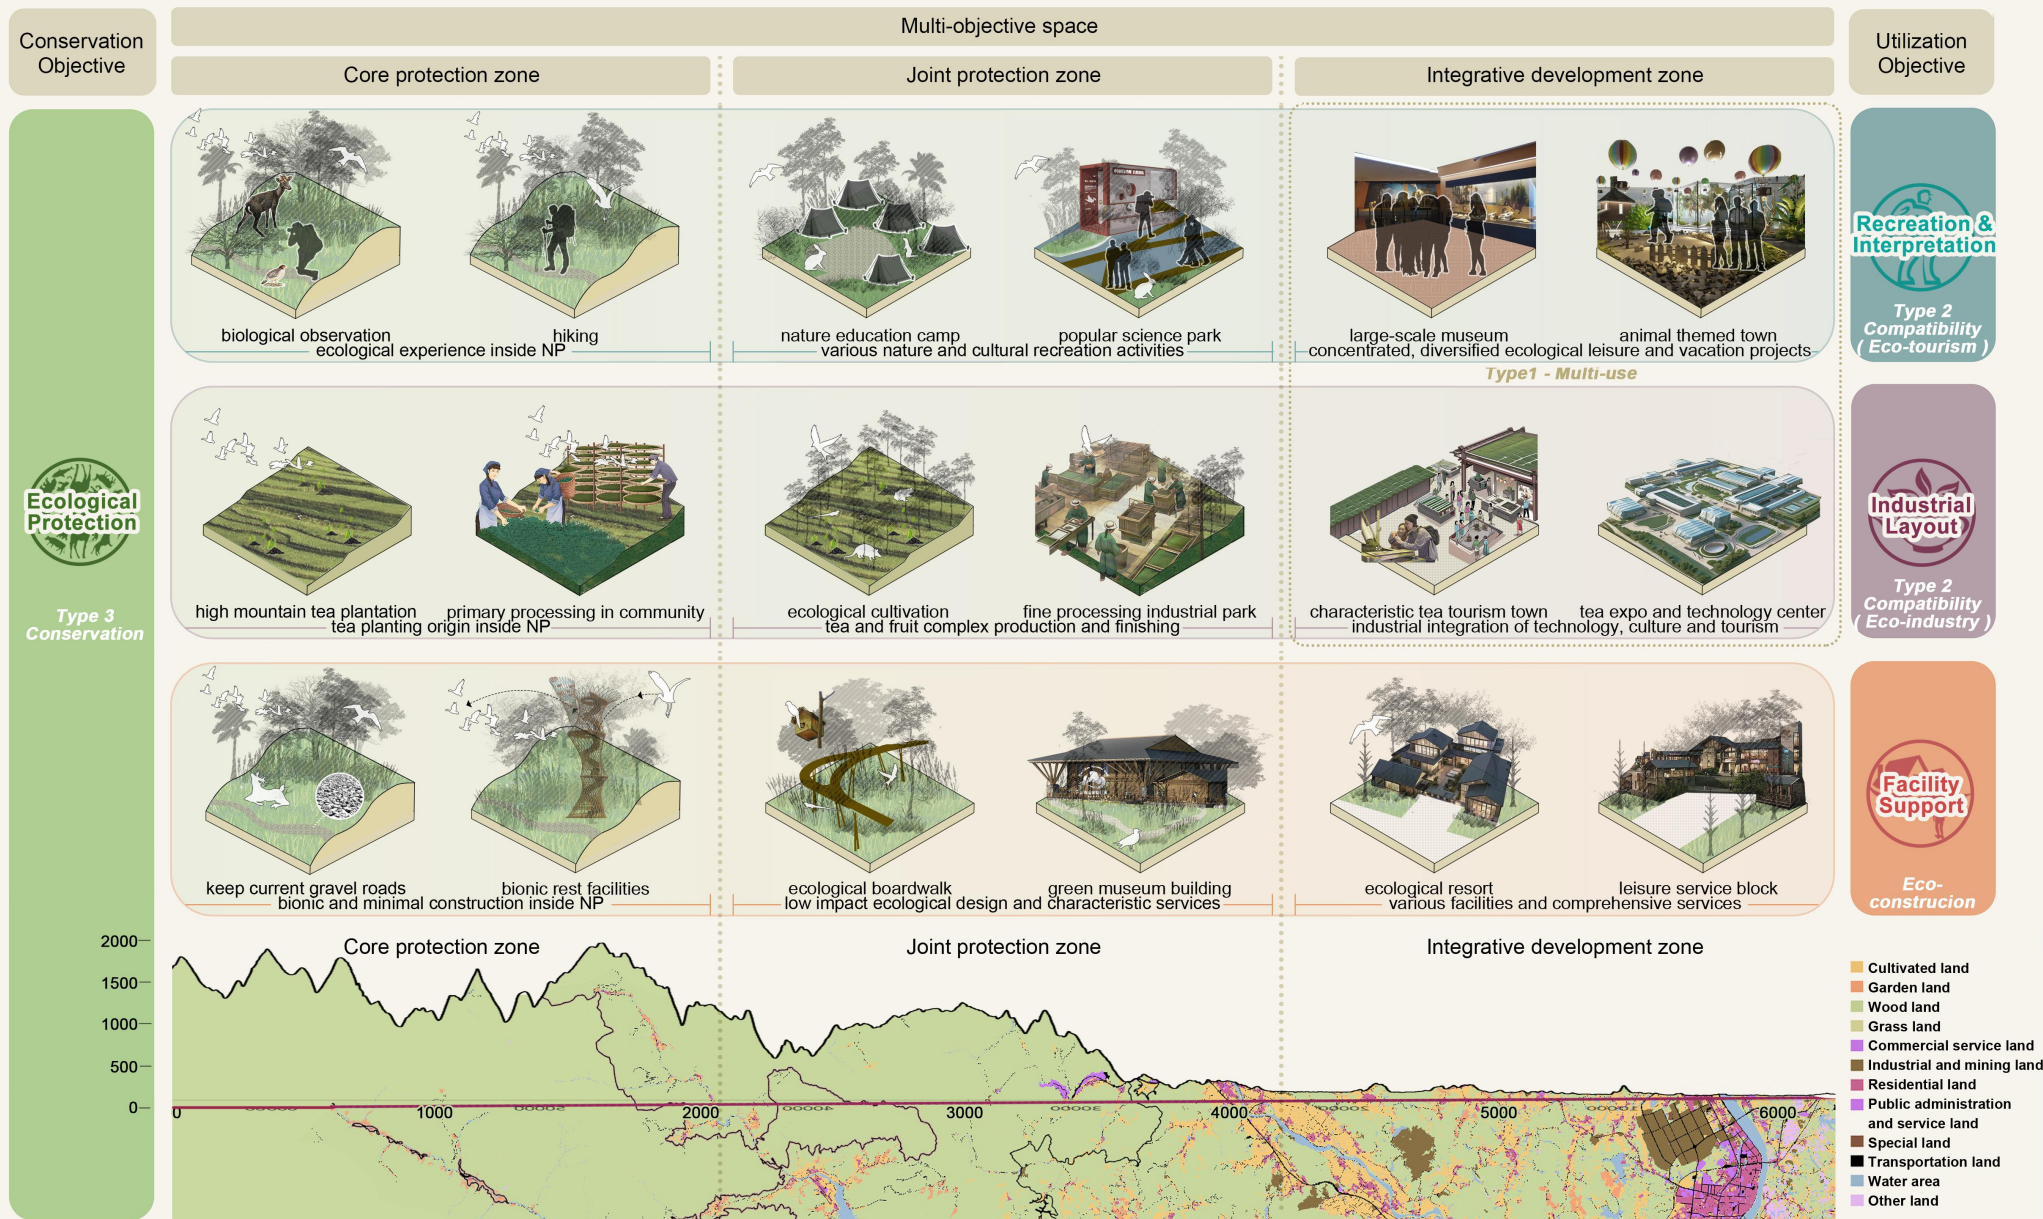 Conservation
Objective
Multi-objective space
Utilization
Objective
Core protection zone
Joint protection zone
Integrative development zone
biological observation
hiking
ecological experience inside NP
nature education camp
popular science park
various nature and cultural recreation activities
large-scale museum
animal themed town
concentrated, diversified ecological leisure and vacation projects
Recreation &
Interpretation
Type 2
Compatibility
( Eco-tourism )
Type1 - Multi-use
Ecological
Protection
Type 3
Conservation
high mountain tea plantation
primary processing in community
tea planting origin inside NP
ecological cultivation
fine processing industrial park
tea and fruit complex production and finishing
characteristic tea tourism town
tea expo and technology center
industrial integration of technology, culture and tourism
Industrial
Layout
Type 2
Compatibility
( Eco-industry )
keep current gravel roads
bionic rest facilities
bionic and minimal construction inside NP
ecological boardwalk
green museum building
low impact ecological design and characteristic services
ecological resort
leisure service block
various facilities and comprehensive services
Facility
Support
Eco-
construcion
Core protection zone
Joint protection zone
Integrative development zone
2000
1500
1000
500
0
0
1000
2000
3000
4000
5000
6000
Cultivated land
Garden land
Wood land
Grass land
Commercial service land
Industrial and mining land
Residential land
Public administration
and service land
Special land
Transportation land
Water area
Other land